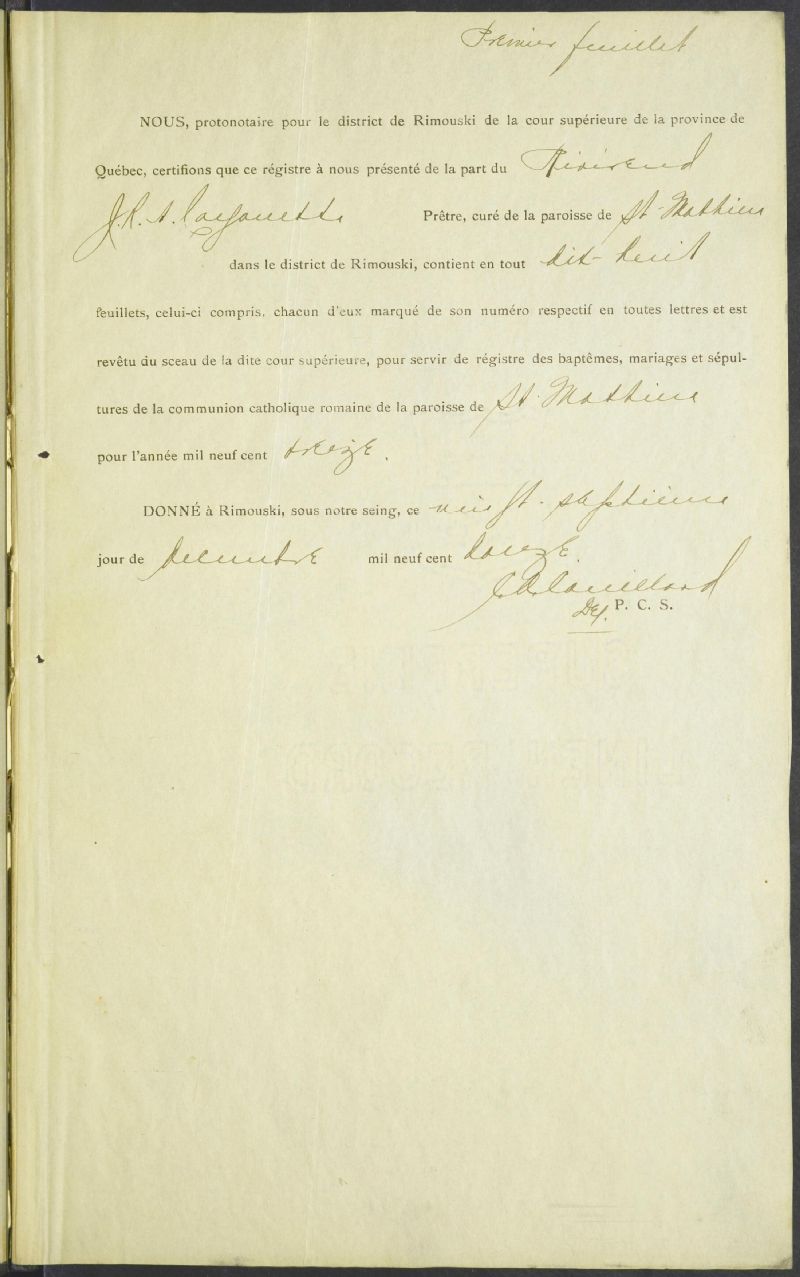 Premier feuillet
NOUS, protonotaire pour le district de Rimouski de la cour supérieure de la province de
Québec, certifions que ce régistre à nous présenté de la part du Révérend
Prêtre, curé de la paroisse de St-Mathieu
dans le district de Rimouski, contient en tout dix-huit
feuillets, celui-ci compris, chacun d'eux marqué de son numéro respectif en toutes lettres et est
revêtu du sceau de la dite cour supérieure, pour servir de régistre des baptêmes, mariages et sépul-
tures de la communion catholique romaine de la paroisse de St-Mathieu
pour l'année mil neuf cent treize.
DONNÉ à Rimouski, sous notre seing, ce vingt-septième
jour de décembre mil neuf cent douze.
Couillard
Dep. P. C. S.